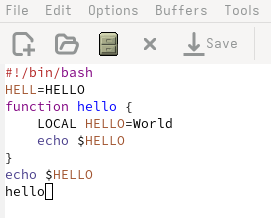 File Edit Options Buffers Tools
Save
#!/bin/bash
HELL=HELLO
function hello {
    LOCAL HELLO=World
    echo $HELLO
}
echo $HELLO
hello